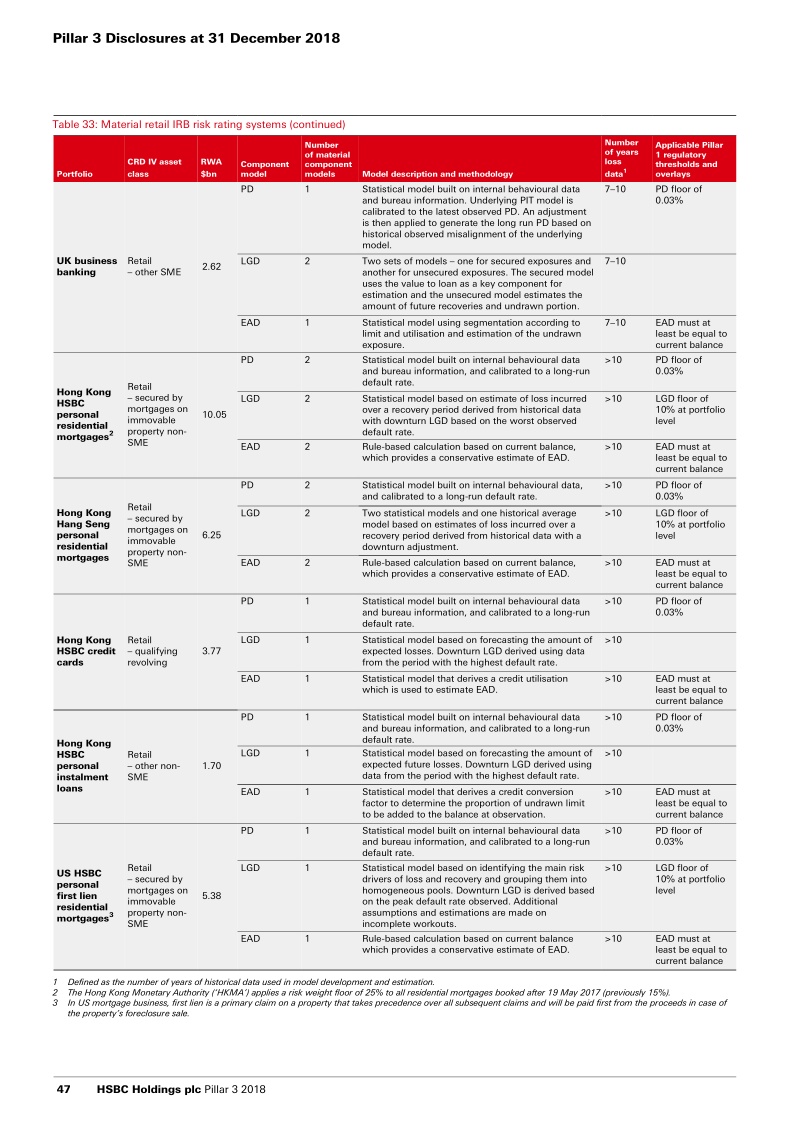 Pillar 3 Disclosures at 31 December 2018
Table 33: Material retail IRB risk rating systems (continued)
Portfolio
CRD IV asset
class
RWA
$bn
Component
model
Number
of material
component
models
Model description and methodology
Number
of years
loss
data1
Applicable Pillar
1 regulatory
thresholds and
overlays
UK business
banking
Retail
– other SME
2.62
PD
1
Statistical model built on internal behavioural data
and bureau information. Underlying PIT model is
calibrated to the latest observed PD. An adjustment
is then applied to generate the long run PD based on
historical observed misalignment of the underlying
model.
7–10
PD floor of
0.03%
LGD
2
Two sets of models – one for secured exposures and
another for unsecured exposures. The secured model
uses the value to loan as a key component for
estimation and the unsecured model estimates the
amount of future recoveries and undrawn portion.
7–10
EAD
1
Statistical model using segmentation according to
limit and utilisation and estimation of the undrawn
exposure.
7–10
EAD must at
least be equal to
current balance
Hong Kong
HSBC
personal
residential
mortgages2
Retail
– secured by
mortgages on
immovable
property non-
SME
10.05
PD
2
Statistical model built on internal behavioural data
and bureau information, and calibrated to a long-run
default rate.
>10
PD floor of
0.03%
LGD
2
Statistical model based on estimate of loss incurred
over a recovery period derived from historical data
with downturn LGD based on the worst observed
default rate.
>10
LGD floor of
10% at portfolio
level
EAD
2
Rule-based calculation based on current balance,
which provides a conservative estimate of EAD.
>10
EAD must at
least be equal to
current balance
Hong Kong
Hang Seng
personal
residential
mortgages
Retail
– secured by
mortgages on
immovable
property non-
SME
6.25
PD
2
Statistical model built on internal behavioural data,
and calibrated to a long-run default rate.
>10
PD floor of
0.03%
LGD
2
Two statistical models and one historical average
model based on estimates of loss incurred over a
recovery period derived from historical data with a
downturn adjustment.
>10
LGD floor of
10% at portfolio
level
EAD
2
Rule-based calculation based on current balance,
which provides a conservative estimate of EAD.
>10
EAD must at
least be equal to
current balance
Hong Kong
HSBC credit
cards
Retail
– qualifying
revolving
3.77
PD
1
Statistical model built on internal behavioural data
and bureau information, and calibrated to a long-run
default rate.
>10
PD floor of
0.03%
LGD
1
Statistical model based on forecasting the amount of
expected losses. Downturn LGD derived using data
from the period with the highest default rate.
>10
EAD
1
Statistical model that derives a credit utilisation
which is used to estimate EAD.
>10
EAD must at
least be equal to
current balance
Hong Kong
HSBC
personal
instalment
loans
Retail
– other non-
SME
1.70
PD
1
Statistical model built on internal behavioural data
and bureau information, and calibrated to a long-run
default rate.
>10
PD floor of
0.03%
LGD
1
Statistical model based on forecasting the amount of
expected future losses. Downturn LGD derived using
data from the period with the highest default rate.
>10
EAD
1
Statistical model that derives a credit conversion
factor to determine the proportion of undrawn limit
to be added to the balance at observation.
>10
EAD must at
least be equal to
current balance
US HSBC
personal
first lien
residential
mortgages3
Retail
– secured by
mortgages on
immovable
property non-
SME
5.38
PD
1
Statistical model built on internal behavioural data
and bureau information, and calibrated to a long-run
default rate.
>10
PD floor of
0.03%
LGD
1
Statistical model based on identifying the main risk
drivers of loss and recovery and grouping them into
homogeneous pools. Downturn LGD is derived based
on the peak default rate observed. Additional
assumptions and estimations are made on
incomplete workouts.
>10
LGD floor of
10% at portfolio
level
EAD
1
Rule-based calculation based on current balance
which provides a conservative estimate of EAD.
>10
EAD must at
least be equal to
current balance
1 Defined as the number of years of historical data used in model development and estimation.
2 The Hong Kong Monetary Authority ('HKMA') applies a risk weight floor of 25% to all residential mortgages booked after 19 May 2017 (previously 15%).
3 In US mortgage business, first lien is a primary claim on a property that takes precedence over all subsequent claims and will be paid first from the proceeds in case of
the property's foreclosure sale.
47 HSBC Holdings plc Pillar 3 2018